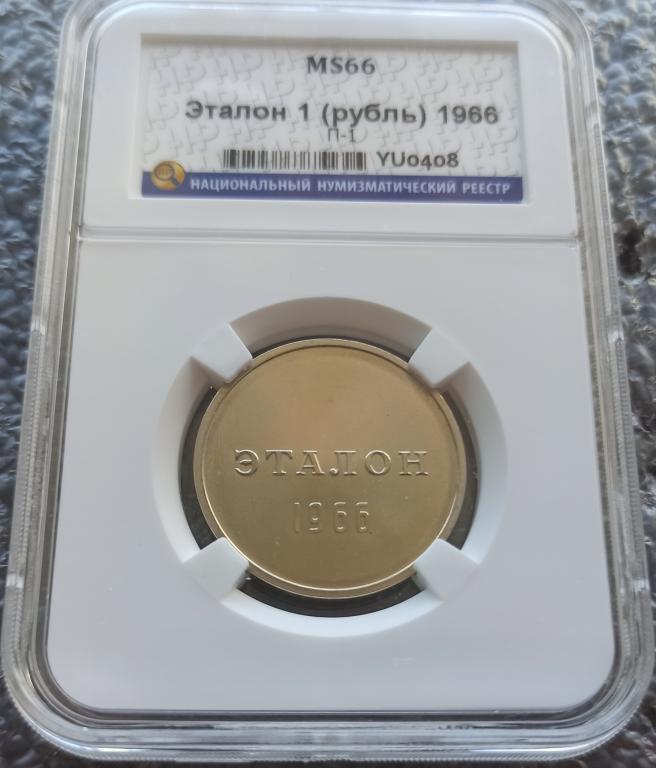 MS66
Эталон 1 (рубль) 1966
П-1
YU0408
НАЦИОНАЛЬНЫЙ НУМИЗМАТИЧЕСКИЙ РЕЕСТР
ЭТАЛОН
1966